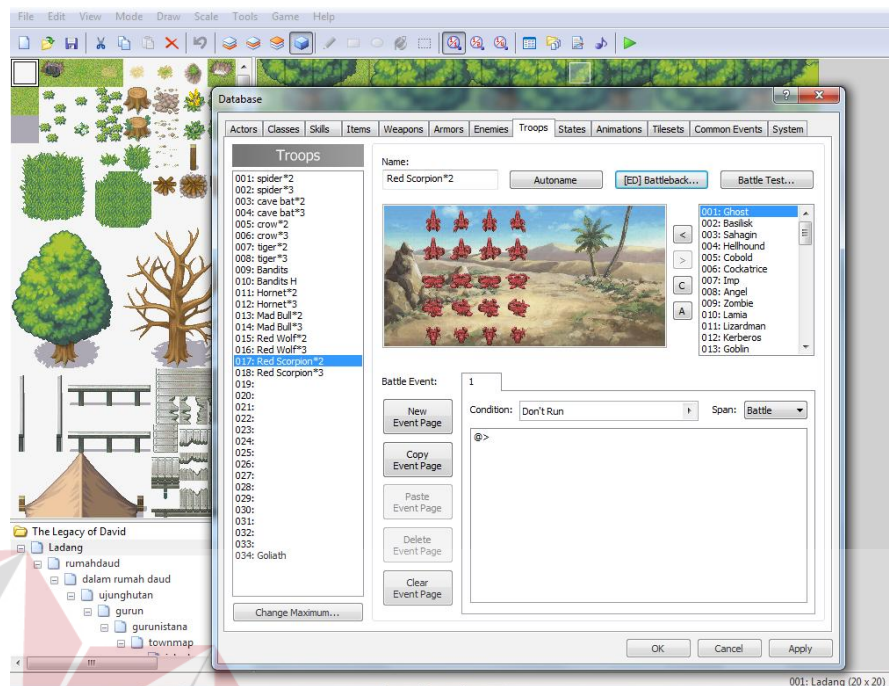 File Edit View Mode Draw Scale Tools Game Help
Database
Actors Classes Skills Items Weapons Armors Enemies Troops States Animations Tilesets Common Events System
Troops
001: spider*2
002: spider*3
003: cave bat*2
004: cave bat*3
005: crow*2
006: crow*3
007: tiger*2
008: tiger*3
009: Bandits
010: Bandits H
011: Hornet*2
012: Hornet*3
013: Mad Bull*2
014: Mad Bull*3
015: Red Wolf*2
016: Red Wolf*3
017: Red Scorpion*2
018: Red Scorpion*3
019:
020:
021:
022:
023:
024:
025:
026:
027:
028:
029:
030:
031:
032:
033:
034: Goliath
Change Maximum...
Name:
Red Scorpion*2
Autoname
[ED] Battleback...
Battle Test...
<
>
C
A
001: Ghost
002: Basilisk
003: Sahagin
004: Hellhound
005: Cobold
006: Cockatrice
007: Imp
008: Angel
009: Zombie
010: Lamia
011: Lizardman
012: Kerberos
013: Goblin
Battle Event:
1
New
Event Page
Copy
Event Page
Paste
Event Page
Delete
Event Page
Clear
Event Page
Condition: Don't Run
Span: Battle
@>
OK Cancel Apply
The Legacy of David
Ladang
rumahdaud
dalam rumah daud
ujunghutan
gurun
gurunistana
townmap
001: Ladang (20 x 20)